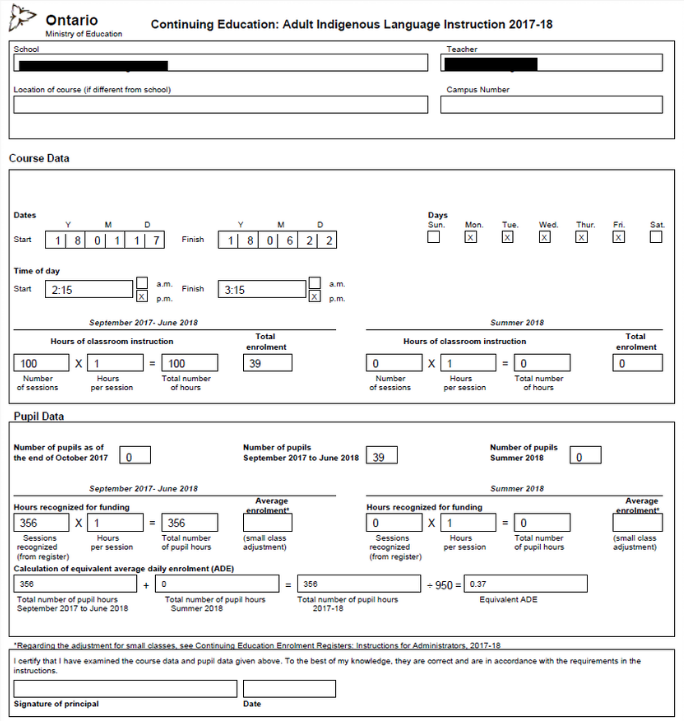 Ontario
Ministry of Education
Continuing Education: Adult Indigenous Language Instruction 2017-18
School
Teacher
Location of course (if different from school)
Campus Number
Course Data
Dates
Y M D
Y M D
Days
Sun. Mon. Tue. Wed. Thur. Fri. Sat.
Start 1 8 0 1 1 7 Finish 1 8 0 6 2 2
X X X X X
Time of day
Start 2:15 a.m. X p.m. Finish 3:15 a.m. X p.m.
September 2017- June 2018
Summer 2018
Hours of classroom instruction
Total enrolment
Hours of classroom instruction
Total enrolment
100 X 1 = 100 39
0 X 1 = 0 0
Number of sessions
Hours per session
Total number of hours
Number of sessions
Hours per session
Total number of hours
Pupil Data
Number of pupils as of the end of October 2017 0
Number of pupils September 2017 to June 2018 39
Number of pupils Summer 2018 0
September 2017- June 2018
Summer 2018
Hours recognized for funding
Average enrolment*
Hours recognized for funding
Average enrolment*
356 X 1 = 356
0 X 1 = 0
Sessions recognized (from register)
Hours per session
Total number of pupil hours
(small class adjustment)
Sessions recognized (from register)
Hours per session
Total number of pupil hours
(small class adjustment)
Calculation of equivalent average daily enrolment (ADE)
356 + 0 = 356 ÷ 950 = 0.37
Total number of pupil hours September 2017 to June 2018
Total number of pupil hours Summer 2018
Total number of pupil hours 2017-18
Equivalent ADE
*Regarding the adjustment for small classes, see Continuing Education Enrolment Registers: Instructions for Administrators, 2017-18
I certify that I have examined the course data and pupil data given above. To the best of my knowledge, they are correct and are in accordance with the requirements in the
instructions.
Signature of principal
Date